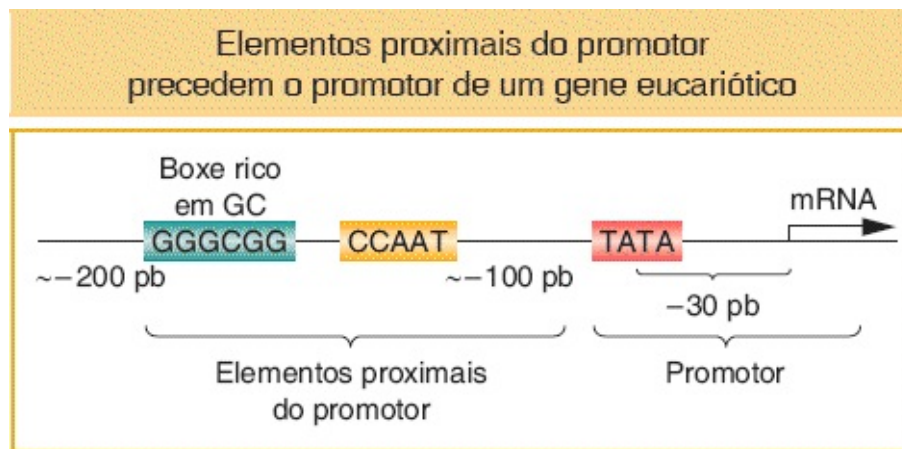 Elementos proximais do promotor
precedem o promotor de um gene eucariótico
Boxe rico
em GC
mRNA
GGGCGG
CCAAT
TATA
~−200 pb
~−100 pb
−30 pb
Elementos proximais
do promotor
Promotor